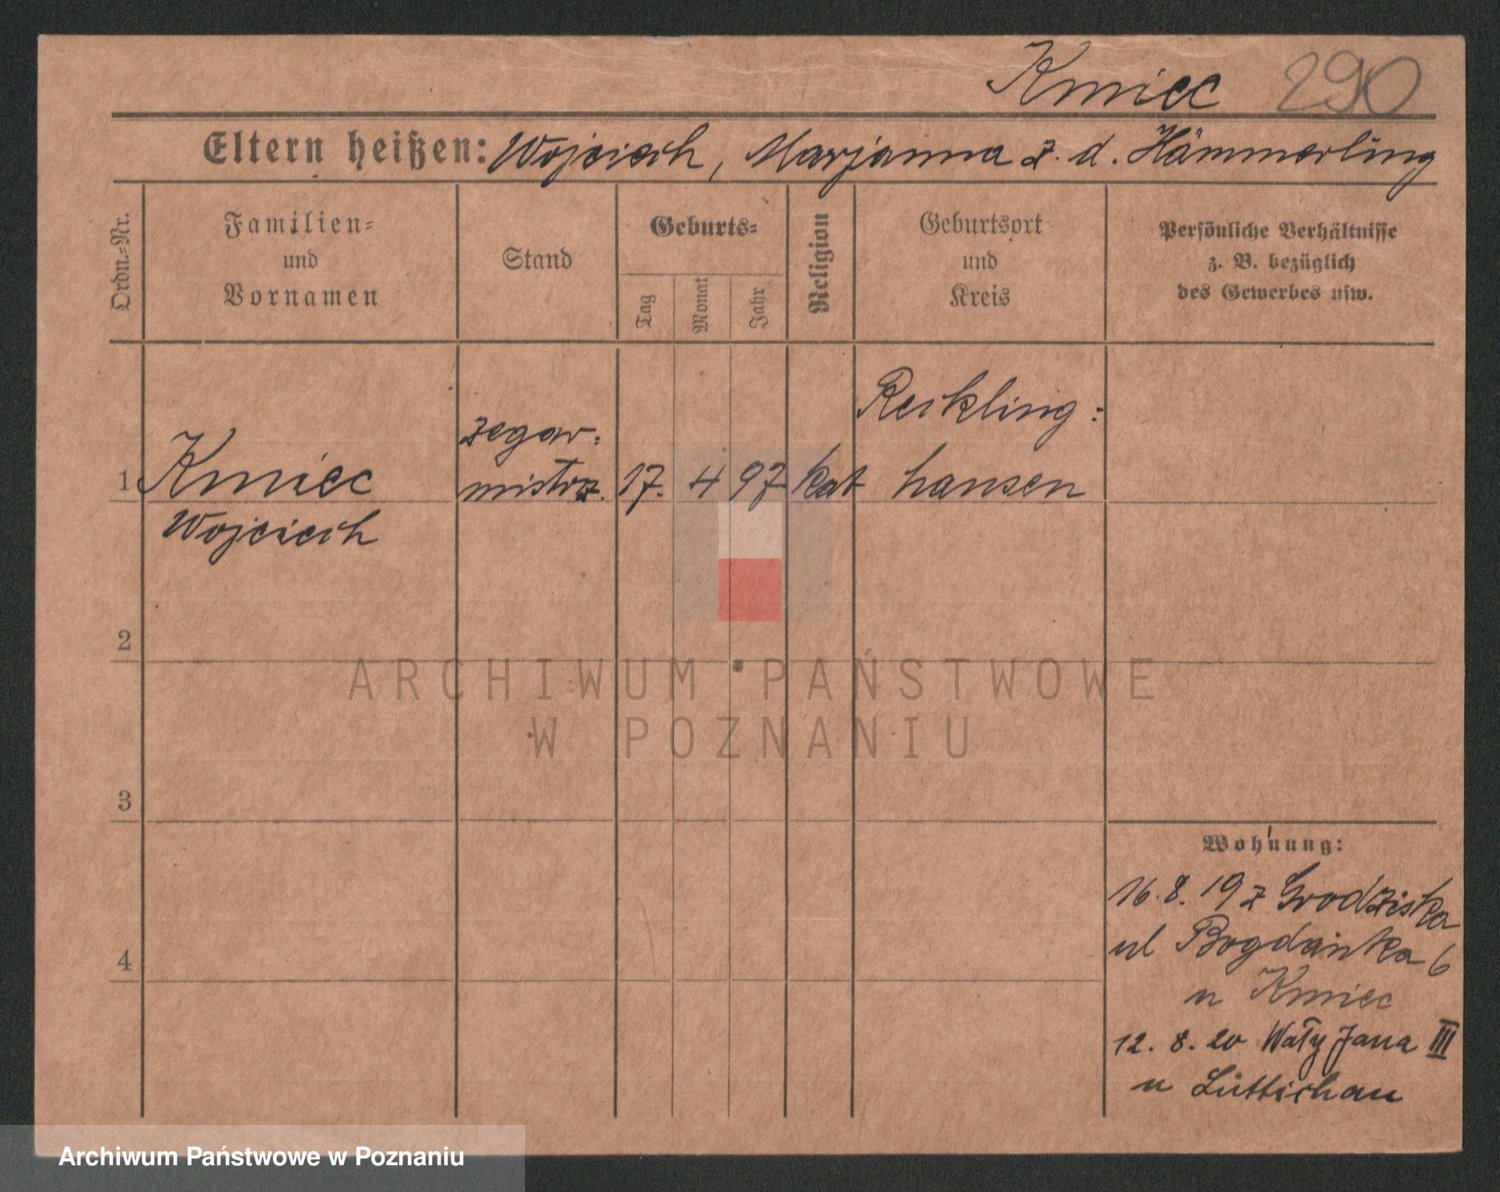 Kmiec 290
Eltern heißen: Wojciech, Marjanna z. d. Hämmerling
Ordn.-Nr.
Familien-
und
Vornamen
Stand
Geburts-
Tag
Monat
Jahr
Religion
Geburtsort
und
Kreis
Persönliche Verhältnisse
z. B. bezüglich
des Gewerbes usw.
Reckling:
zegar:
1 Kmiec mistrz. 17. 4 97 kat hausen
Wojciech
2
ARCHIWUM PAŃSTWOWE
W POZNANIU
3
Wohnung:
16. 8. 19 z Grodziska
ul Bogdanka 6
4
u Kmiec
12. 8. 20 Wały Jana III
u Lüttichau
Archiwum Państwowe w Poznaniu